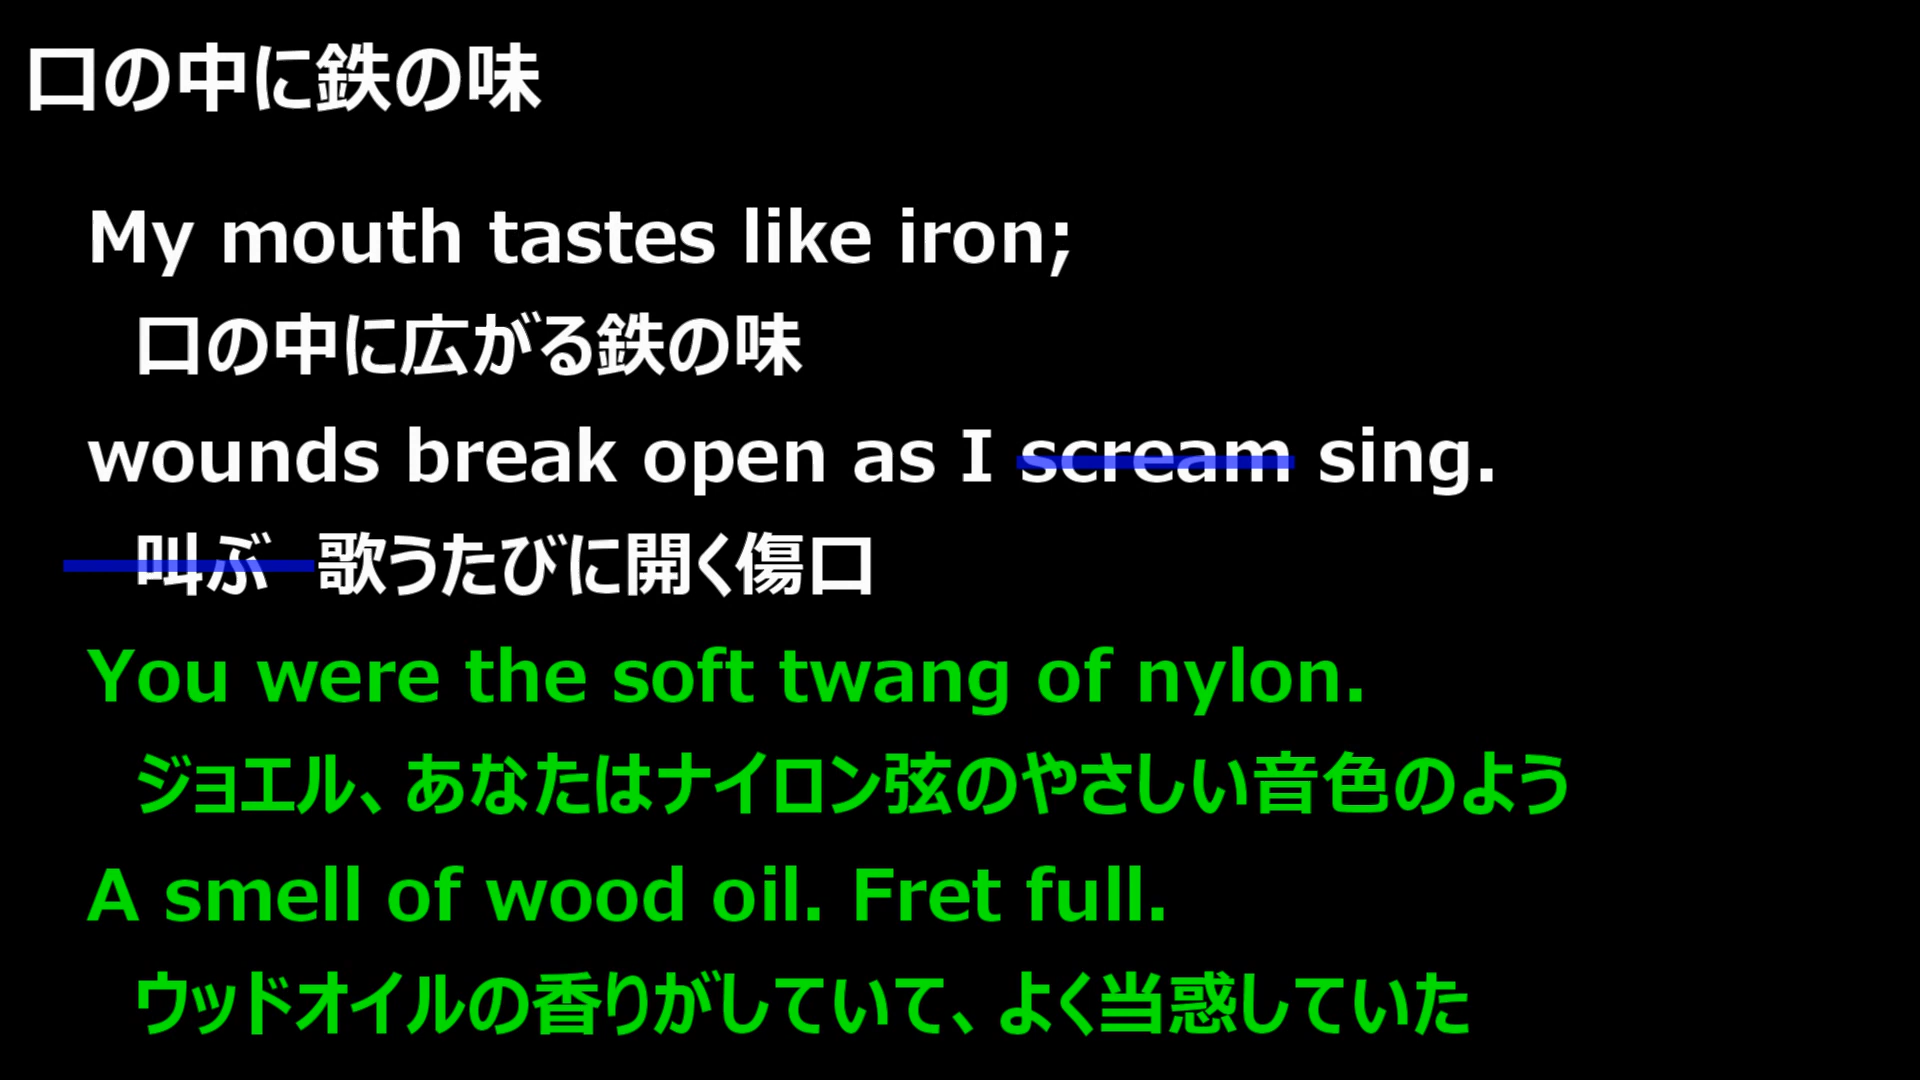 口の中に鉄の味
My mouth tastes like iron;
口の中に広がる鉄の味
wounds break open as I scream sing.
叫ぶ 歌うたびに開く傷口
You were the soft twang of nylon.
ジョエル、あなたはナイロン弦のやさしい音色のよう
A smell of wood oil. Fret full.
ウッドオイルの香りがしていて、よく当惑していた